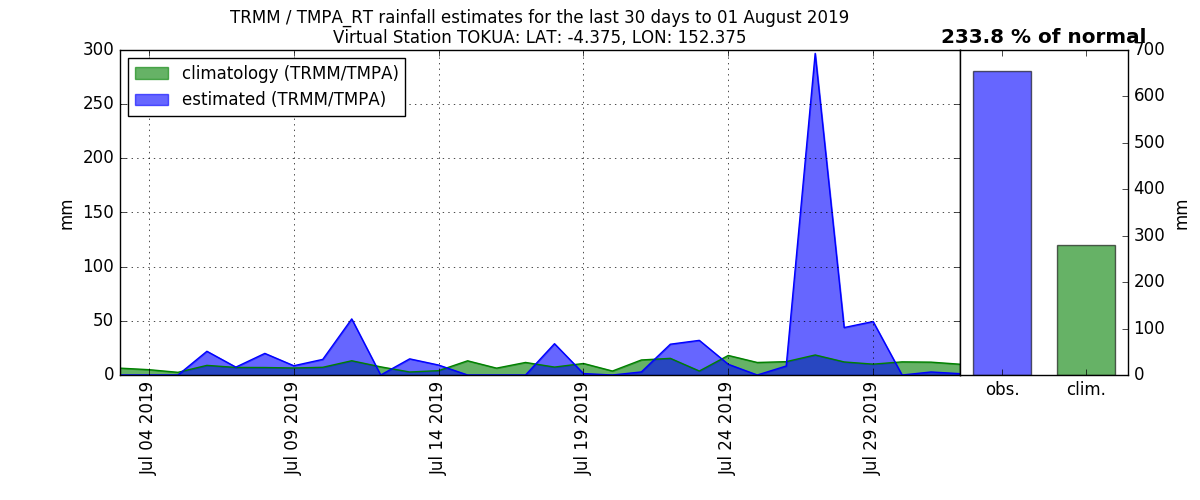 TRMM / TMPA_RT rainfall estimates for the last 30 days to 01 August 2019
Virtual Station TOKUA: LAT: -4.375, LON: 152.375
233.8 % of normal
climatology (TRMM/TMPA)
estimated (TRMM/TMPA)
300
250
200
150
100
50
0
mm
Jul 04 2019
Jul 09 2019
Jul 14 2019
Jul 19 2019
Jul 24 2019
Jul 29 2019
700
600
500
400
300
200
100
0
mm
obs.
clim.